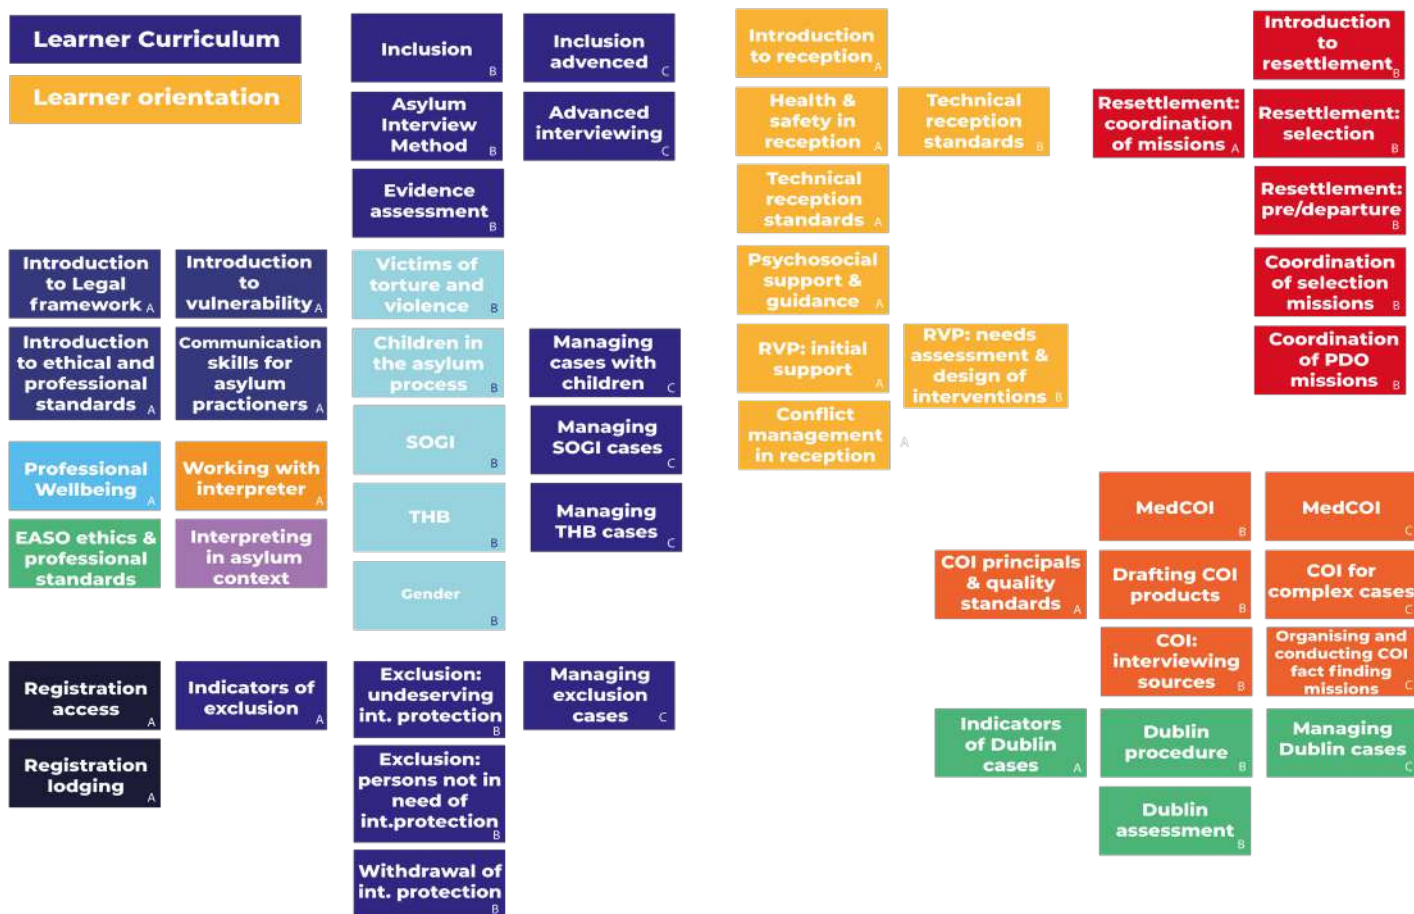 Learner Curriculum
Learner orientation
Inclusion
B
Inclusion
advenced
C
Asylum
Interview
Method
B
Advanced
interviewing
C
Evidence
assessment
B
Introduction
to Legal
framework
A
Introduction
to
vulnerability
A
Victims of
torture and
violence
B
Introduction
to ethical and
professional
standards
A
Communication
skills for
asylum
practioners
A
Children in
the asylum
process
B
Managing
cases with
children
C
SOGI
B
Managing
SOGI cases
C
Professional
Wellbeing
A
Working with
interpreter
A
THB
B
Managing
THB cases
C
EASO ethics &
professional
standards
Interpreting
in asylum
context
Gender
B
Registration
access
A
Indicators of
exclusion
A
Exclusion:
undeserving
int. protection
B
Managing
exclusion
cases
C
Registration
lodging
A
Exclusion:
persons not in
need of
int.protection
B
Withdrawal of
int. protection
B
Introduction
to reception
A
Health &
safety in
reception
A
Technical
reception
standards
B
Technical
reception
standards
A
Psychosocial
support &
guidance
A
RVP: initial
support
A
RVP: needs
assessment &
design of
interventions
B
Conflict
management
in reception
A
Introduction
to
resettlement
B
Resettlement:
coordination
of missions
A
Resettlement:
selection
B
Resettlement:
pre/departure
B
Coordination
of selection
missions
B
Coordination
of PDO
missions
B
MedCOI
B
MedCOI
C
COI principals
& quality
standards
A
Drafting COI
products
B
COI for
complex cases
C
COI:
interviewing
sources
B
Organising and
conducting COI
fact finding
missions
C
Indicators
of Dublin
cases
A
Dublin
procedure
B
Managing
Dublin cases
C
Dublin
assessment
B